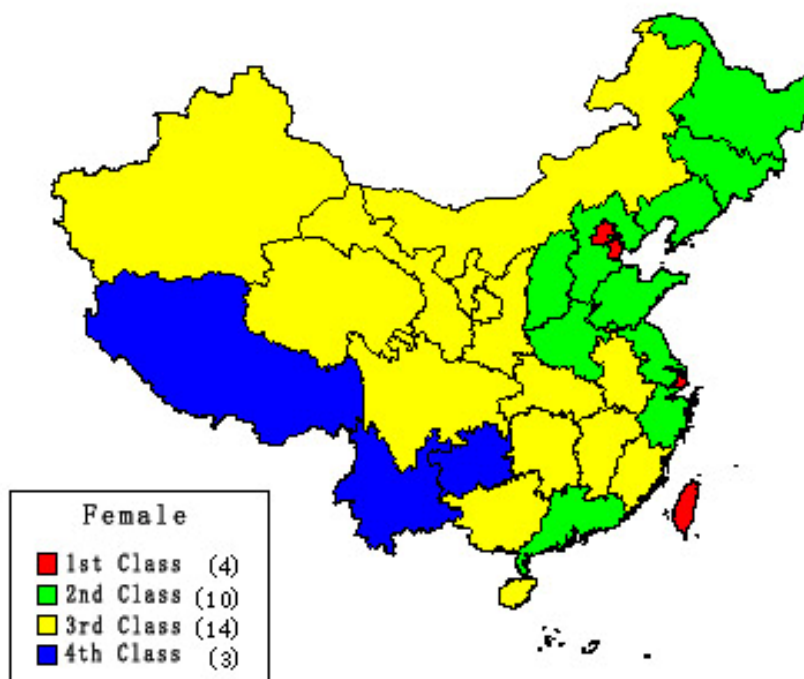 Female
1st Class (4)
2nd Class (10)
3rd Class (14)
4th Class (3)